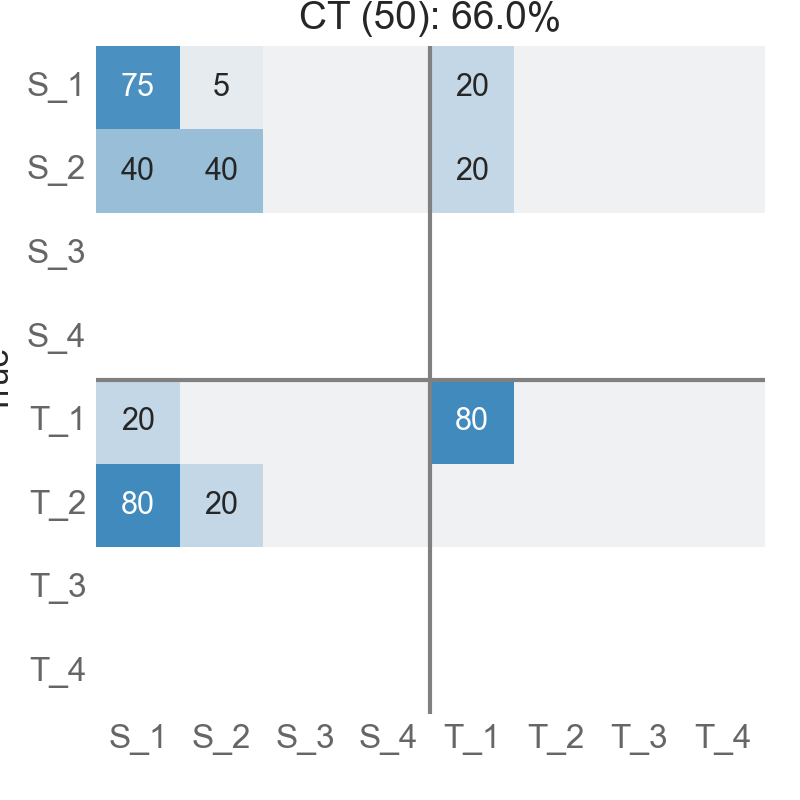 CT (50): 66.0%
S_1 75 5 20
S_2 40 40 20
S_3
S_4
T_1 20 80
T_2 80 20
T_3
T_4
S_1 S_2 S_3 S_4 T_1 T_2 T_3 T_4